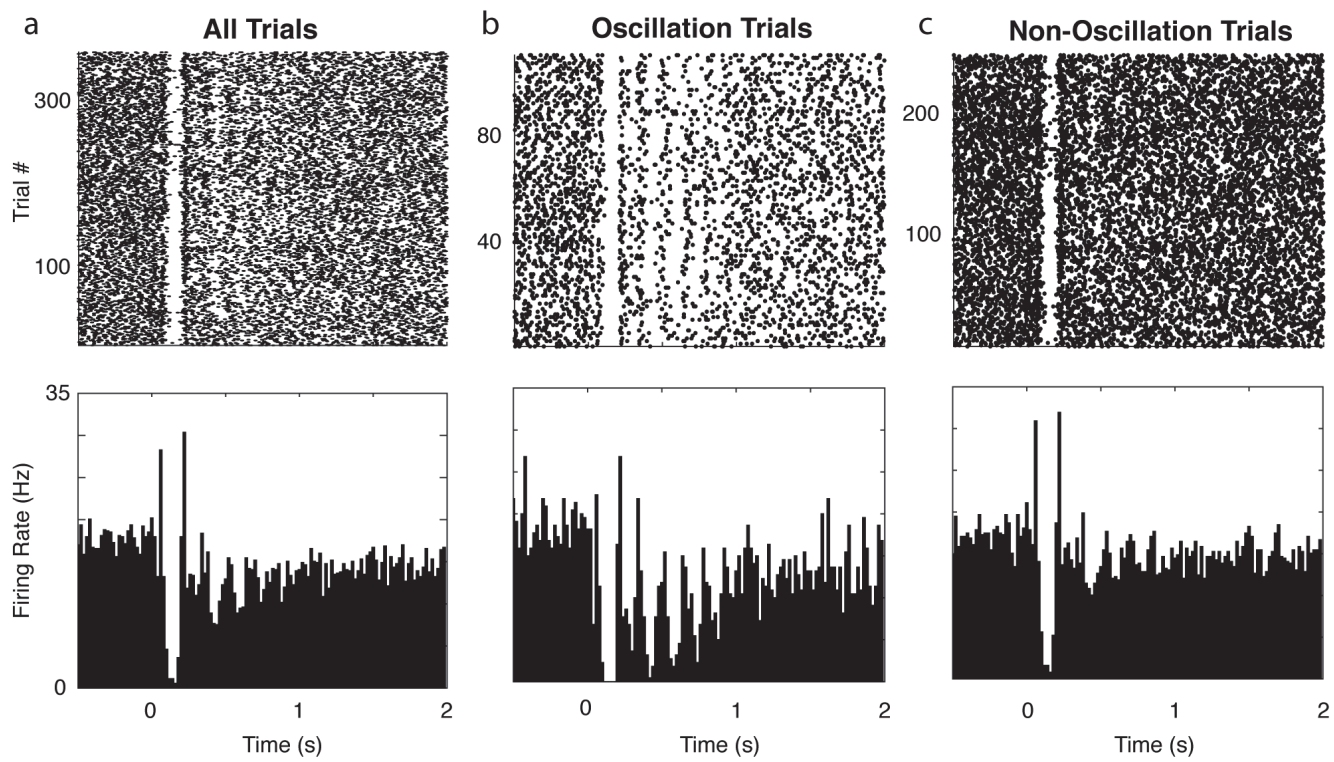 a
All Trials
b
Oscillation Trials
c
Non-Oscillation Trials
Trial #
300
100
80
40
200
100
Firing Rate (Hz)
35
0
0 1 2
0 1 2
0 1 2
Time (s)
Time (s)
Time (s)